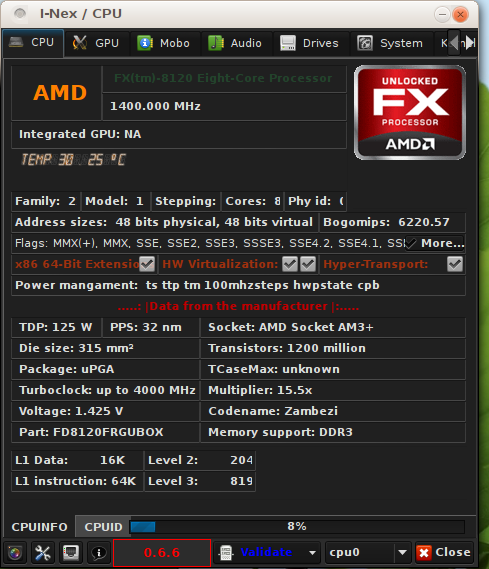 I-Nex / CPU
CPU GPU Mobo Audio Drives System
AMD
FX(tm)-8120 Eight-Core Processor
1400.000 MHz
Integrated GPU: NA
UNLOCKED
FX
PROCESSOR
AMD
TEMP 30 25 ºC
Family: 2 Model: 1 Stepping: Cores: 8 Phy id:
Address sizes: 48 bits physical, 48 bits virtual Bogomips: 6220.57
Flags: MMX(+), MMX, SSE, SSE2, SSE3, SSSE3, SSE4.2, SSE4.1, More...
x86 64-Bit Extensio HW Virtualization: Hyper-Transport:
Power mangament: ts ttp tm 100mhzsteps hwpstate cpb
.....: |Data from the manufacturer |:.....
TDP: 125 W PPS: 32 nm Socket: AMD Socket AM3+
Die size: 315 mm² Transistors: 1200 million
Package: uPGA TCaseMax: unknown
Turboclock: up to 4000 MHz Multiplier: 15.5x
Voltage: 1.425 V Codename: Zambezi
Part: FD8120FRGUBOX Memory support: DDR3
L1 Data: 16K Level 2: 204
L1 instruction: 64K Level 3: 819
CPUINFO CPUID 8%
0.6.6 Validate cpu0 Close